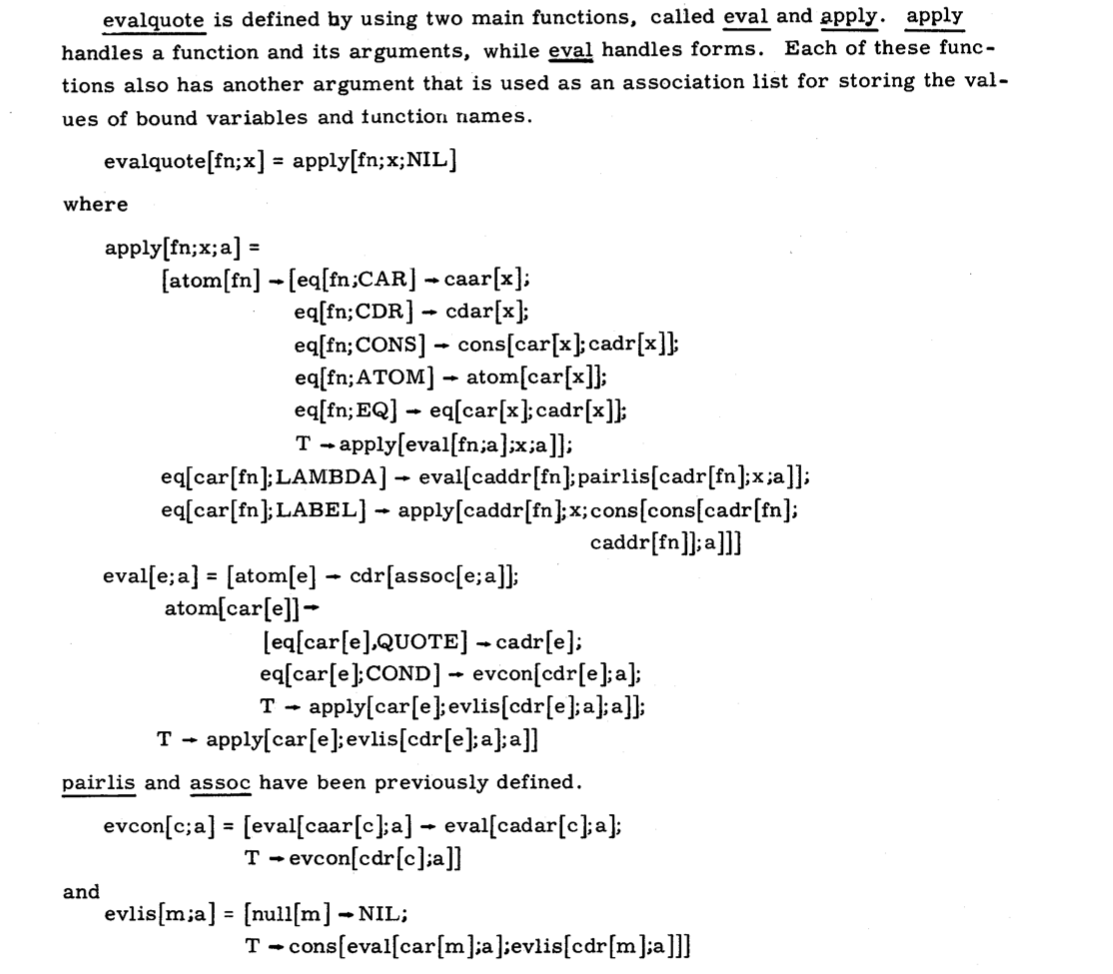 evalquote is defined by using two main functions, called eval and apply. apply
handles a function and its arguments, while eval handles forms. Each of these func-
tions also has another argument that is used as an association list for storing the val-
ues of bound variables and function names.
evalquote[fn;x] = apply[fn;x;NIL]
where
apply[fn;x;a] =
[atom[fn] → [eq[fn;CAR] → caar[x];
eq[fn;CDR] → cdar[x];
eq[fn;CONS] → cons[car[x];cadr[x]];
eq[fn;ATOM] → atom[car[x]];
eq[fn;EQ] → eq[car[x];cadr[x]];
T → apply[eval[fn;a];x;a]];
eq[car[fn];LAMBDA] → eval[caddr[fn];pairlis[cadr[fn];x;a]];
eq[car[fn];LABEL] → apply[caddr[fn];x;cons[cons[cadr[fn];
caddr[fn]];a]]]
eval[e;a] = [atom[e] → cdr[assoc[e;a]];
atom[car[e]] →
[eq[car[e],QUOTE] → cadr[e];
eq[car[e];COND] → evcon[cdr[e];a];
T → apply[car[e];evlis[cdr[e];a];a]];
T → apply[car[e];evlis[cdr[e];a];a]]
pairlis and assoc have been previously defined.
evcon[c;a] = [eval[caar[c];a] → eval[cadar[c];a];
T → evcon[cdr[c];a]]
and
evlis[m;a] = [null[m] → NIL;
T → cons[eval[car[m];a];evlis[cdr[m];a]]]